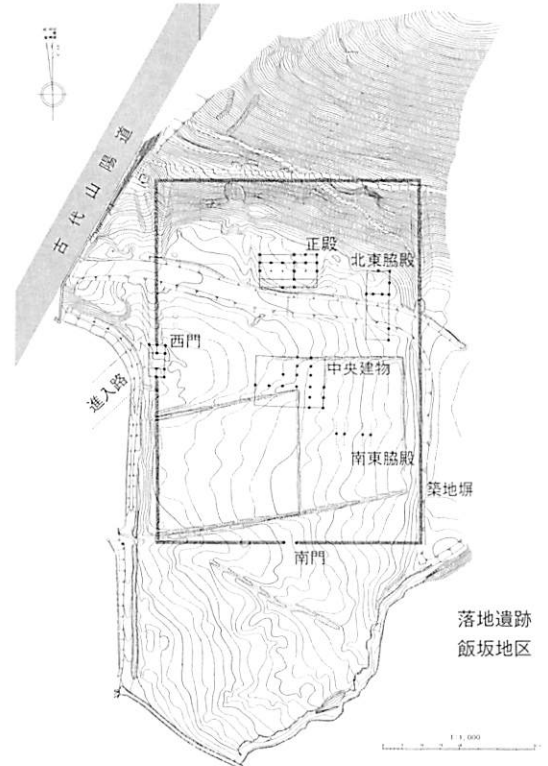 古代山陽道
正殿
北東脇殿
西門
中央建物
進入路
南東脇殿
築地塀
南門
落地遺跡
飯坂地区
1:1,000